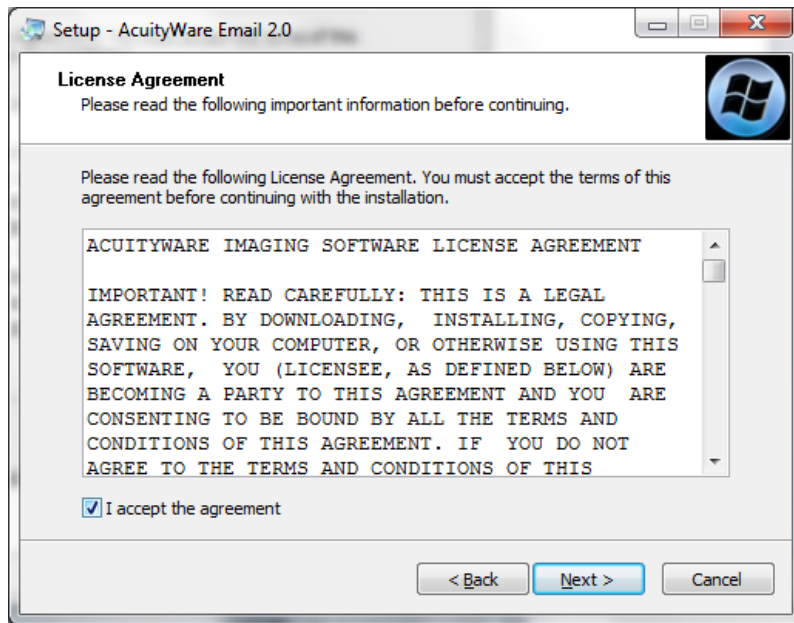 Setup - AcuityWare Email 2.0
License Agreement
Please read the following important information before continuing.
Please read the following License Agreement. You must accept the terms of this
agreement before continuing with the installation.
ACUITYWARE IMAGING SOFTWARE LICENSE AGREEMENT
IMPORTANT! READ CAREFULLY: THIS IS A LEGAL
AGREEMENT. BY DOWNLOADING,  INSTALLING, COPYING,
SAVING ON YOUR COMPUTER, OR OTHERWISE USING THIS
SOFTWARE,  YOU (LICENSEE, AS DEFINED BELOW) ARE
BECOMING A PARTY TO THIS AGREEMENT AND YOU  ARE
CONSENTING TO BE BOUND BY ALL THE TERMS AND
CONDITIONS OF THIS AGREEMENT. IF  YOU DO NOT
AGREE TO THE TERMS AND CONDITIONS OF THIS
I accept the agreement
< Back
Next >
Cancel